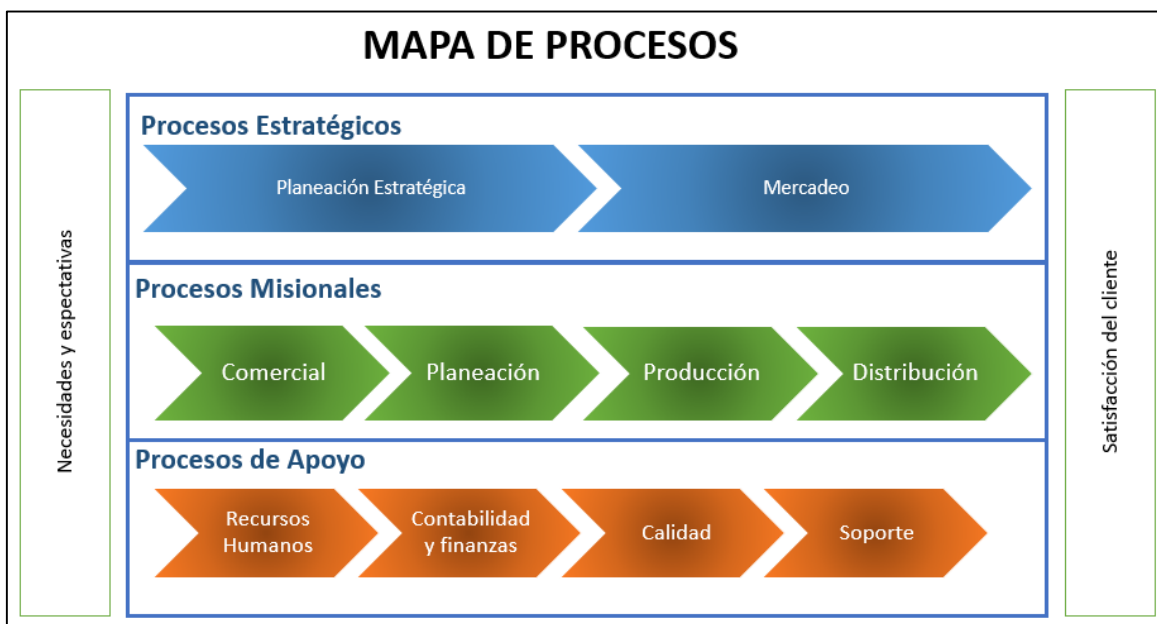 MAPA DE PROCESOS
Necesidades y espectativas
Procesos Estratégicos
Planeación Estratégica
Mercadeo
Procesos Misionales
Comercial
Planeación
Producción
Distribución
Procesos de Apoyo
Recursos
Humanos
Contabilidad
y finanzas
Calidad
Soporte
Satisfacción del cliente